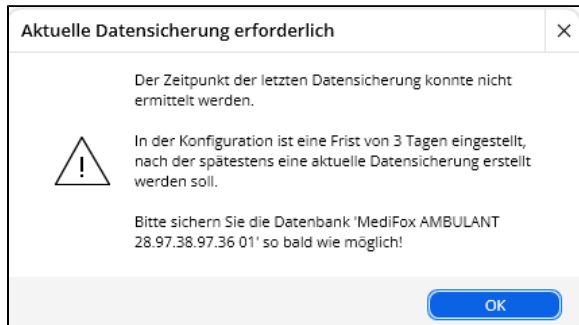 Aktuelle Datensicherung erforderlich
Der Zeitpunkt der letzten Datensicherung konnte nicht
ermittelt werden.
In der Konfiguration ist eine Frist von 3 Tagen eingestellt,
nach der spätestens eine aktuelle Datensicherung erstellt
werden soll.
Bitte sichern Sie die Datenbank 'MediFox AMBULANT
28.97.38.97.36 01' so bald wie möglich!
OK